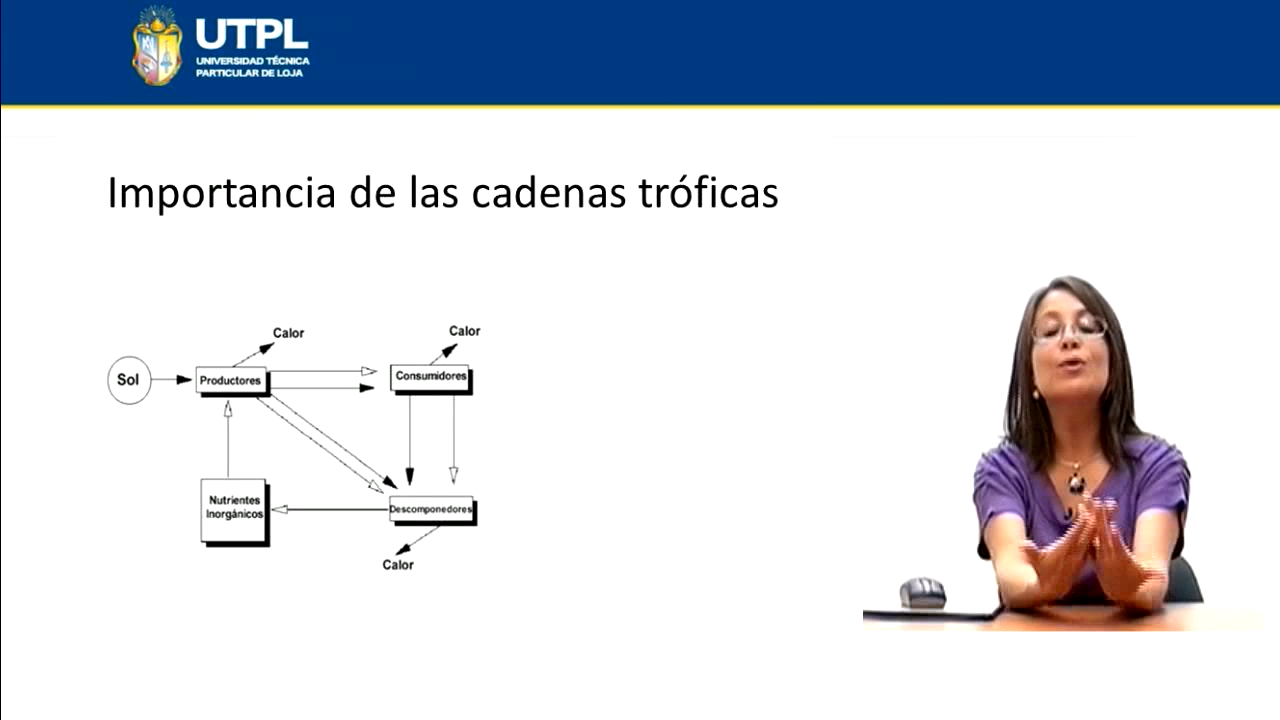 UTPL
UNIVERSIDAD TÉCNICA
PARTICULAR DE LOJA
Importancia de las cadenas tróficas
Calor
Calor
Sol
Productores
Consumidores
Nutrientes
Inorgánicos
Descomponedores
Calor